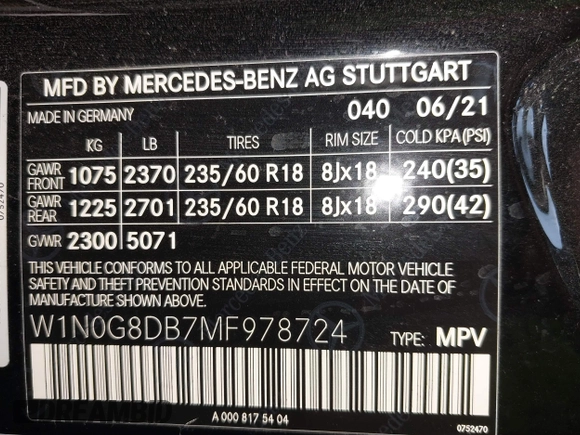 MFD BY MERCEDES-BENZ AG STUTTGART
MADE IN GERMANY 040 06/21
KG LB TIRES RIM SIZE COLD KPA(PSI)
GAWR FRONT 1075 2370 235/60 R18 8Jx18 240(35)
GAWR REAR 1225 2701 235/60 R18 8Jx18 290(42)
GVWR 2300 5071
THIS VEHICLE CONFORMS TO ALL APPLICABLE FEDERAL MOTOR VEHICLE
SAFETY AND THEFT PREVENTION STANDARDS IN EFFECT ON THE DATE
OF MANUFACTURE SHOWN ABOVE.
W1N0G8DB7MF978724 TYPE: MPV
A 000 817 54 04 0752470
0752470
DREAMBID